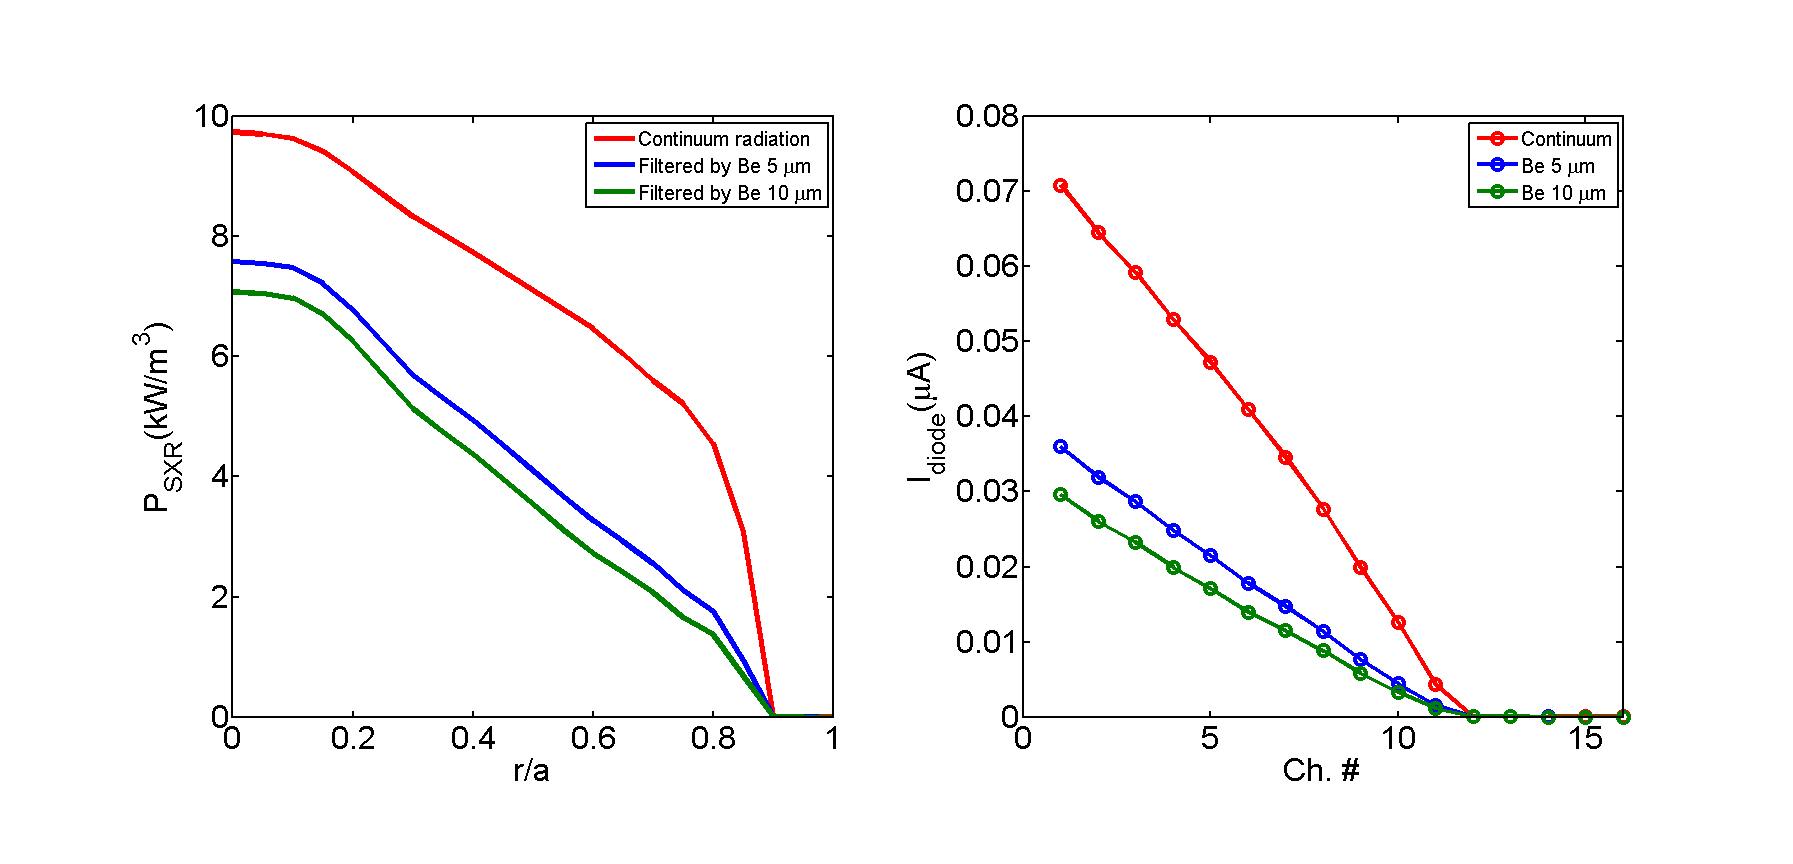 10
8
6
4
2
0
0
0.2
0.4
0.6
0.8
1
r/a
P_SXR(kW/m^3)
Continuum radiation
Filtered by Be 5 μm
Filtered by Be 10 μm
0.08
0.07
0.06
0.05
0.04
0.03
0.02
0.01
0
0
5
10
15
Ch. #
I_diode(μA)
Continuum
Be 5 μm
Be 10 μm